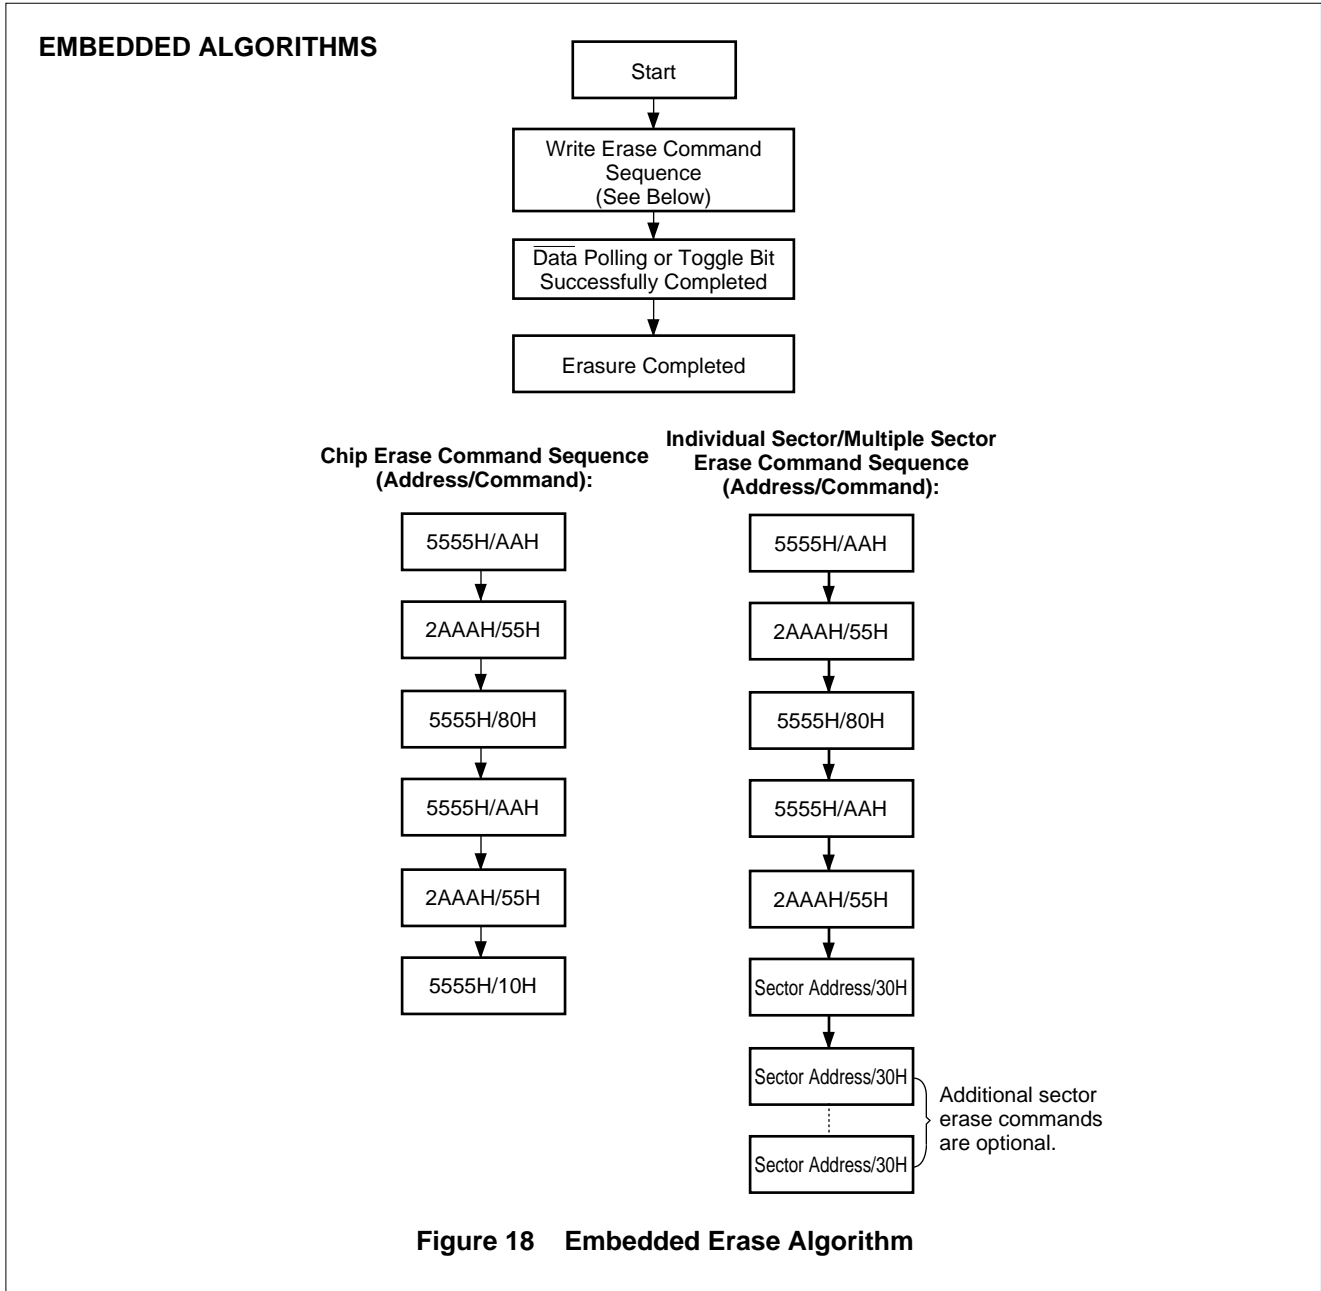 EMBEDDED ALGORITHMS
Start
Write Erase Command
Sequence
(See Below)
Data Polling or Toggle Bit
Successfully Completed
Erasure Completed
Chip Erase Command Sequence
(Address/Command):
5555H/AAH
2AAAH/55H
5555H/80H
5555H/AAH
2AAAH/55H
5555H/10H
Individual Sector/Multiple Sector
Erase Command Sequence
(Address/Command):
5555H/AAH
2AAAH/55H
5555H/80H
5555H/AAH
2AAAH/55H
Sector Address/30H
Sector Address/30H
Sector Address/30H
Additional sector
erase commands
are optional.
Figure 18 Embedded Erase Algorithm